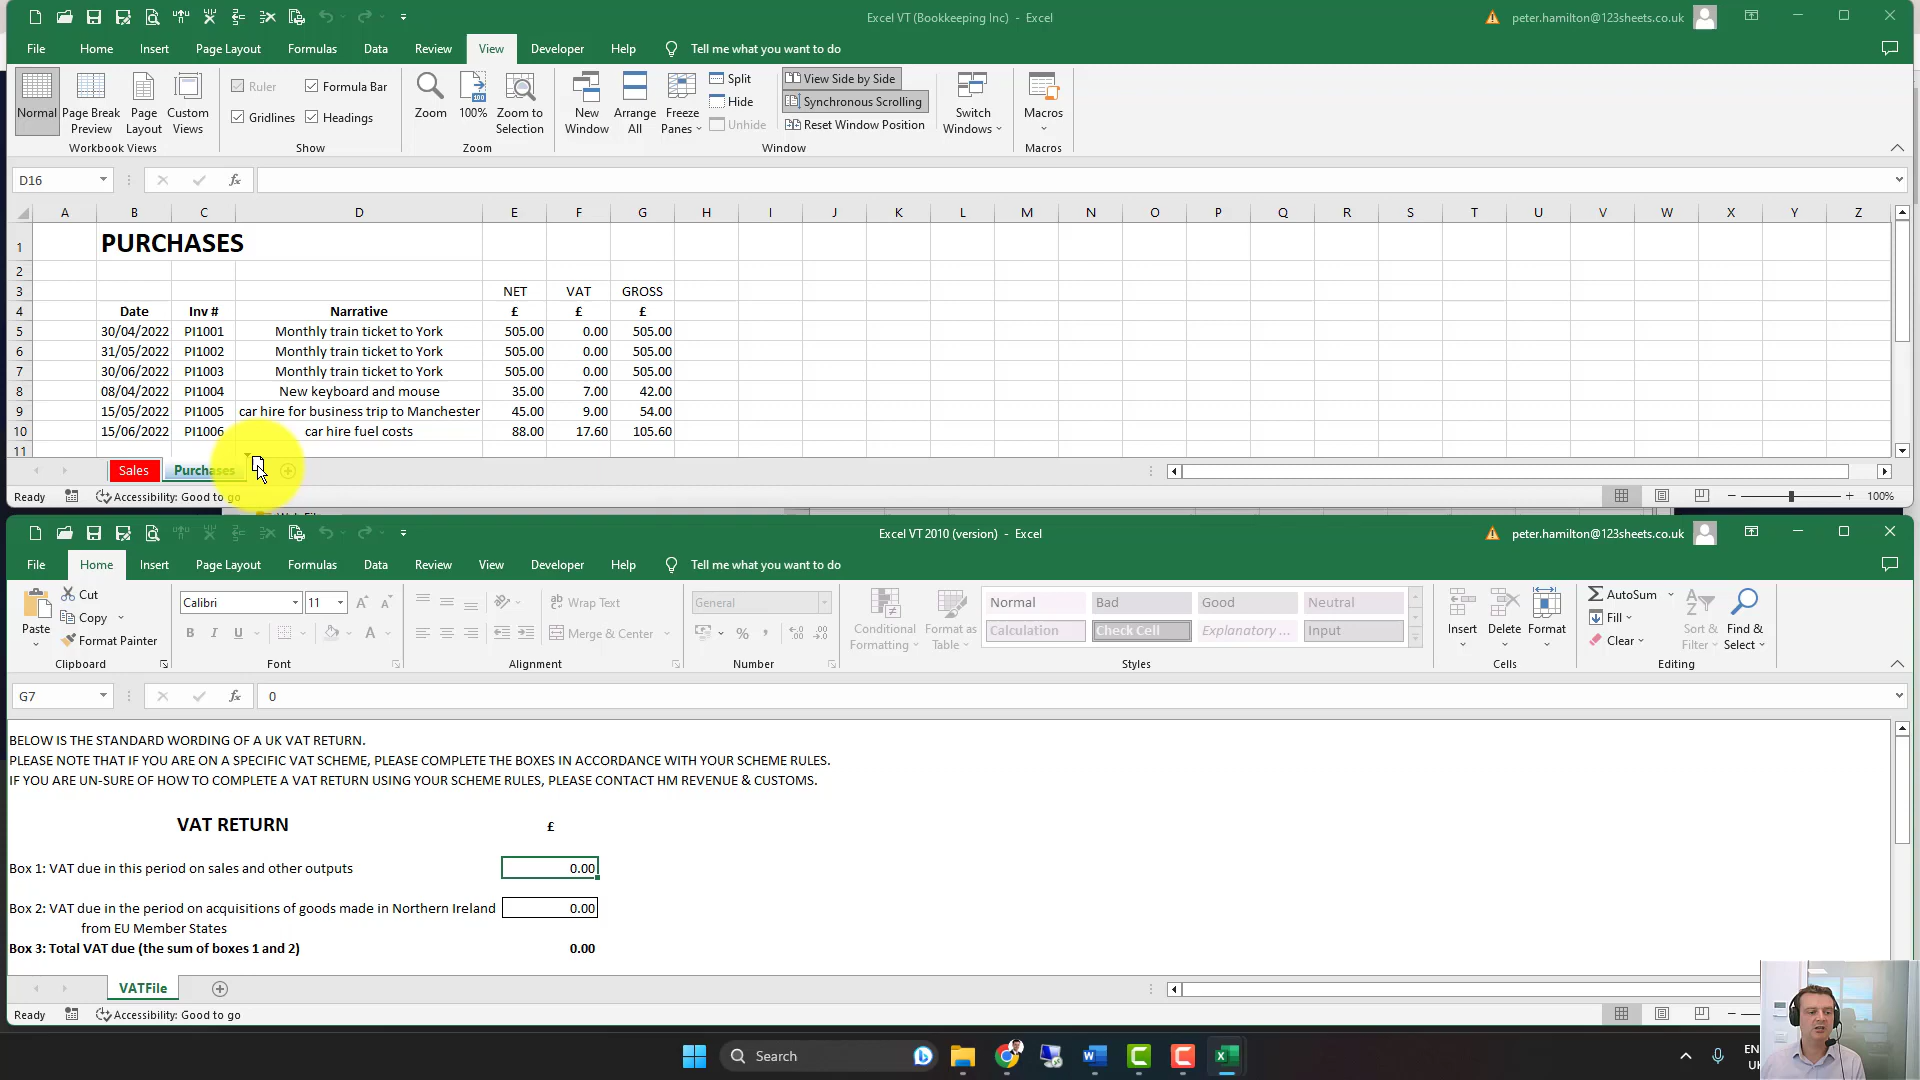 Excel VT (Bookkeeping Inc) - Excel
peter.hamilton@123sheets.co.uk
File Home Insert Page Layout Formulas Data Review View Developer Help Tell me what you want to do
Normal
Page Break Preview
Page Layout
Custom Views
Workbook Views
Ruler
Formula Bar
Gridlines
Headings
Show
Zoom
100%
Zoom to Selection
Zoom
New Window
Arrange All
Freeze Panes
Split
Hide
Unhide
View Side by Side
Synchronous Scrolling
Reset Window Position
Window
Switch Windows
Macros
Macros
D16
fx
A B C D E F G H I J K L M N O P Q R S T U V W X Y Z
1 PURCHASES
2
3 NET VAT GROSS
4 Date Inv # Narrative £ £ £
5 30/04/2022 PI1001 Monthly train ticket to York 505.00 0.00 505.00
6 31/05/2022 PI1002 Monthly train ticket to York 505.00 0.00 505.00
7 30/06/2022 PI1003 Monthly train ticket to York 505.00 0.00 505.00
8 08/04/2022 PI1004 New keyboard and mouse 35.00 7.00 42.00
9 15/05/2022 PI1005 car hire for business trip to Manchester 45.00 9.00 54.00
10 15/06/2022 PI1006 car hire fuel costs 88.00 17.60 105.60
11
Sales Purchases
Ready Accessibility: Good to go 100%
Excel VT 2010 (version) - Excel
peter.hamilton@123sheets.co.uk
File Home Insert Page Layout Formulas Data Review View Developer Help Tell me what you want to do
Paste
Cut
Copy
Format Painter
Clipboard
Calibri 11
B I U
Font
Wrap Text
Merge & Center
Alignment
General
Number
Conditional Formatting
Format as Table
Normal Bad Good Neutral
Calculation Check Cell Explanatory ... Input
Styles
Insert Delete Format
Cells
AutoSum
Fill
Clear
Sort & Filter
Find & Select
Editing
G7
fx 0
BELOW IS THE STANDARD WORDING OF A UK VAT RETURN.
PLEASE NOTE THAT IF YOU ARE ON A SPECIFIC VAT SCHEME, PLEASE COMPLETE THE BOXES IN ACCORDANCE WITH YOUR SCHEME RULES.
IF YOU ARE UN-SURE OF HOW TO COMPLETE A VAT RETURN USING YOUR SCHEME RULES, PLEASE CONTACT HM REVENUE & CUSTOMS.
VAT RETURN £
Box 1: VAT due in this period on sales and other outputs 0.00
Box 2: VAT due in the period on acquisitions of goods made in Northern Ireland 0.00
from EU Member States
Box 3: Total VAT due (the sum of boxes 1 and 2) 0.00
VATFile
Ready Accessibility: Good to go
Search